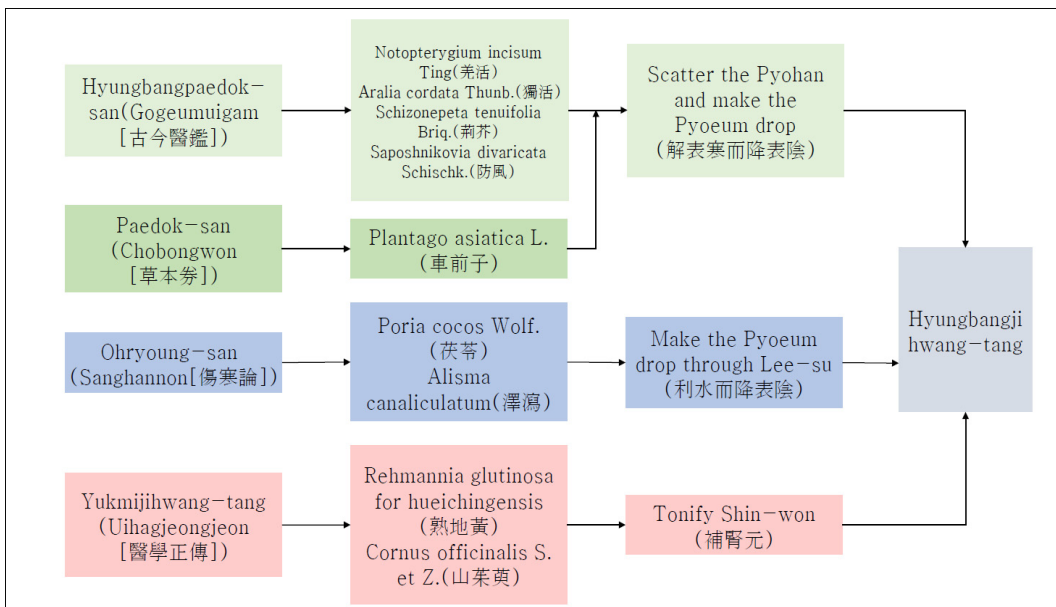 Hyungbangpaedok-
san(Gogeumuigam
[古今醫鑑])
Notopterygium incisum
Ting(羌活)
Aralia cordata Thunb.(獨活)
Schizonepeta tenuifolia
Briq.(荊芥)
Saposhnikovia divaricata
Schischk.(防風)
Scatter the Pyohan
and make the
Pyoeum drop
(解表寒而降表陰)
Paedok-san
(Chobongwon
[草本券])
Plantago asiatica L.
(車前子)
Ohryoung-san
(Sanghannon[傷寒論])
Poria cocos Wolf.
(茯苓)
Alisma
canaliculatum(澤瀉)
Make the Pyoeum
drop through Lee-su
(利水而降表陰)
Hyungbangji
hwang-tang
Yukmijihwang-tang
(Uihagjeongjeon
[醫學正傳])
Rehmannia glutinosa
for hueichingensis
(熟地黃)
Cornus officinalis S.
et Z.(山茱萸)
Tonify Shin-won
(補腎元)